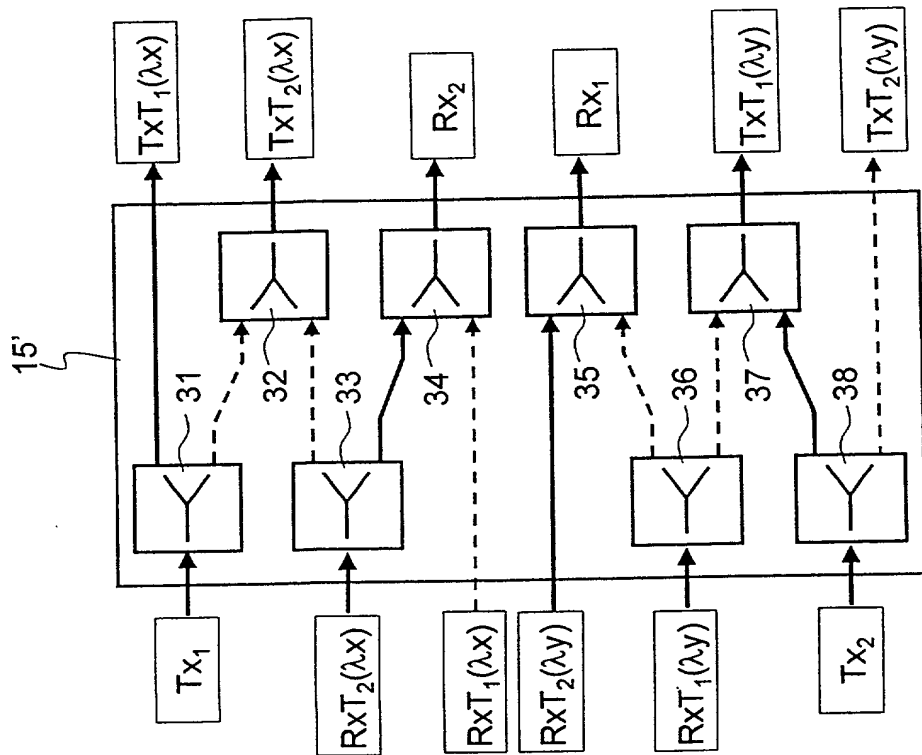 15'
Tx₁
RxT₂(λx)
RxT₁(λx)
RxT₂(λy)
RxT₁(λy)
Tx₂
31
32
33
34
35
36
37
38
TxT₁(λx)
TxT₂(λx)
Rx₂
Rx₁
TxT₁(λy)
TxT₂(λy)